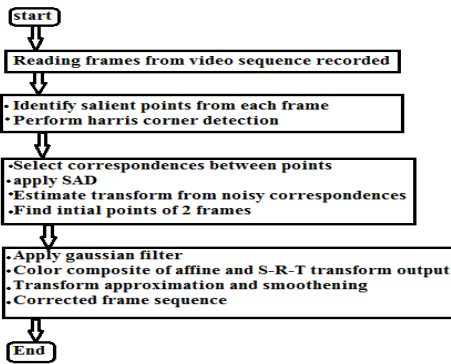 start
Reading frames from video sequence recorded
• Identify salient points from each frame
• Perform harris corner detection
• Select correspondences between points
• apply SAD
• Estimate transform from noisy correspondences
• Find intial points of 2 frames
• Apply gaussian filter
• Color composite of affine and S-R-T transform output
• Transform approximation and smoothening
• Corrected frame sequence
End